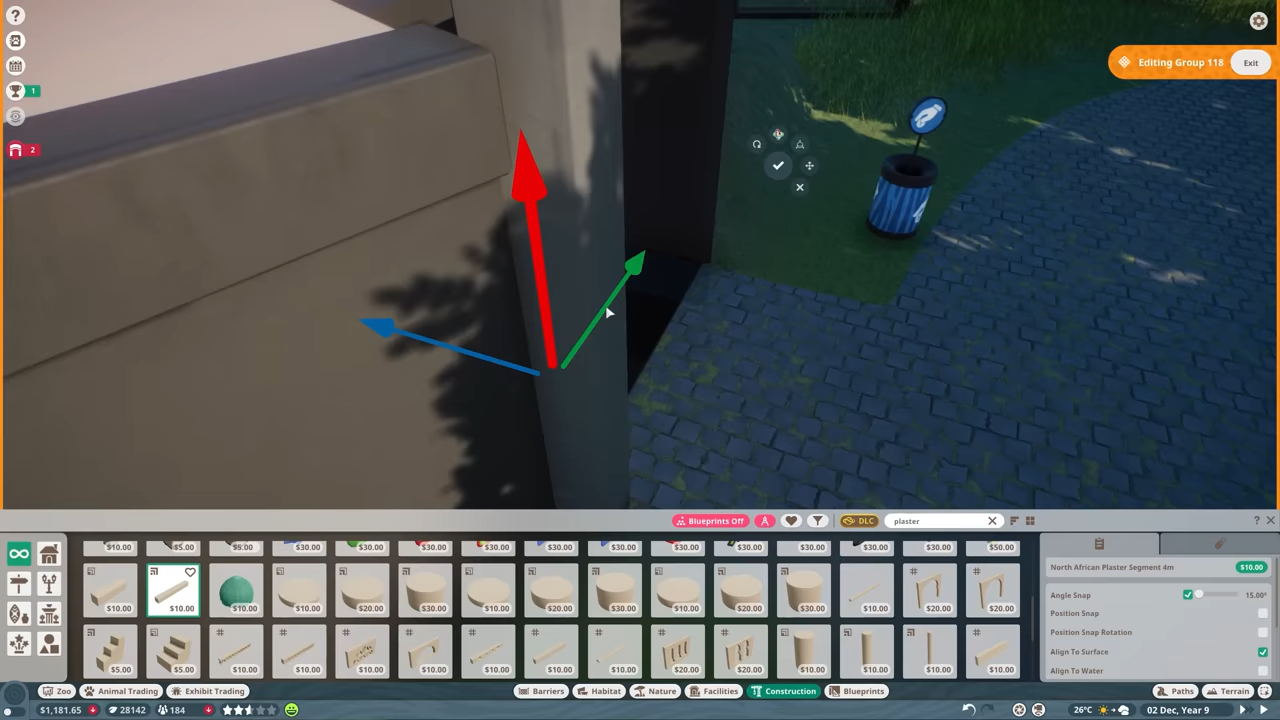 ?
1
2
Editing Group 118
Exit
Blueprints Off
DLC
plaster
?
$10.00 $5.00 $5.00 $30.00 $30.00 $30.00 $30.00 $30.00 $30.00 $30.00 $30.00 $30.00 $30.00 $30.00 $50.00
$10.00 $10.00 $10.00 $10.00 $20.00 $30.00 $10.00 $20.00 $30.00 $10.00 $20.00 $30.00 $10.00 $20.00 $20.00
$5.00 $5.00 $10.00 $10.00 $20.00 $10.00 $10.00 $10.00 $10.00 $20.00 $20.00 $10.00 $10.00 $10.00 $10.00
North African Plaster Segment 4m
$10.00
Angle Snap
15.00°
Position Snap
Position Snap Rotation
Align To Surface
Align To Water
Zoo
Animal Trading
Exhibit Trading
Barriers
Habitat
Nature
Facilities
Construction
Blueprints
Paths
Terrain
$1,181.65
28142
184
26°C
02 Dec, Year 9